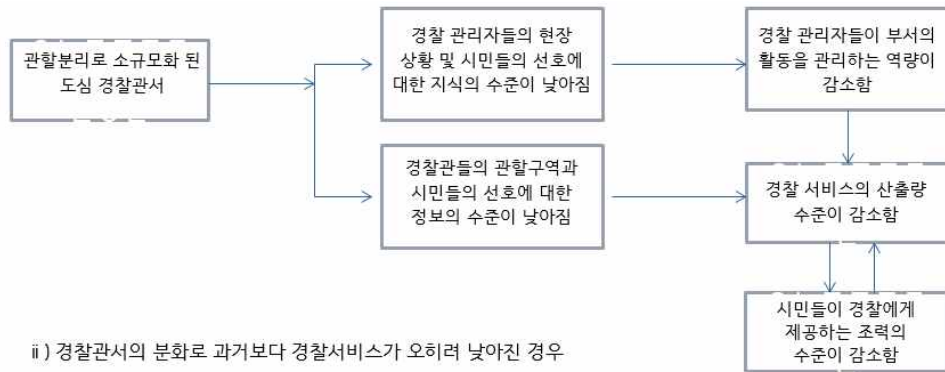 관할분리로 소규모화 된
도심 경찰관서
경찰 관리자들의 현장
상황 및 시민들의 선호에
대한 지식의 수준이 낮아짐
경찰 관리자들이 부서의
활동을 관리하는 역량이
감소함
경찰관들의 관할구역과
시민들의 선호에 대한
정보의 수준이 낮아짐
경찰 서비스의 산출량
수준이 감소함
시민들이 경찰에게
제공하는 조력의
수준이 감소함
ⅱ) 경찰관서의 분화로 과거보다 경찰서비스가 오히려 낮아진 경우